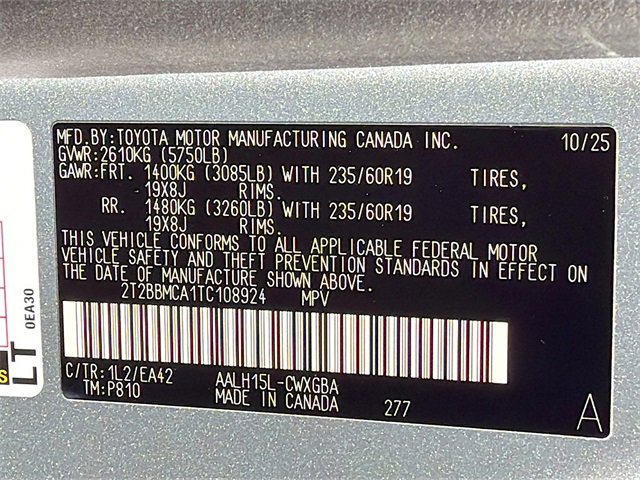 MFD.BY:TOYOTA MOTOR MANUFACTURING CANADA INC. 10/25
GVWR:2610KG (5750LB)
GAWR:FRT. 1400KG (3085LB) WITH 235/60R19 TIRES,
19X8J RIMS.
RR. 1480KG (3260LB) WITH 235/60R19 TIRES,
19X8J RIMS.
THIS VEHICLE CONFORMS TO ALL APPLICABLE FEDERAL MOTOR
VEHICLE SAFETY AND THEFT PREVENTION STANDARDS IN EFFECT ON
THE DATE OF MANUFACTURE SHOWN ABOVE.
2T2BBMCA1TC108924 MPV
C/TR:1L2/EA42 AALH15L-CWXGBA
TM:P810 MADE IN CANADA 277 A
LT
0EA30
S